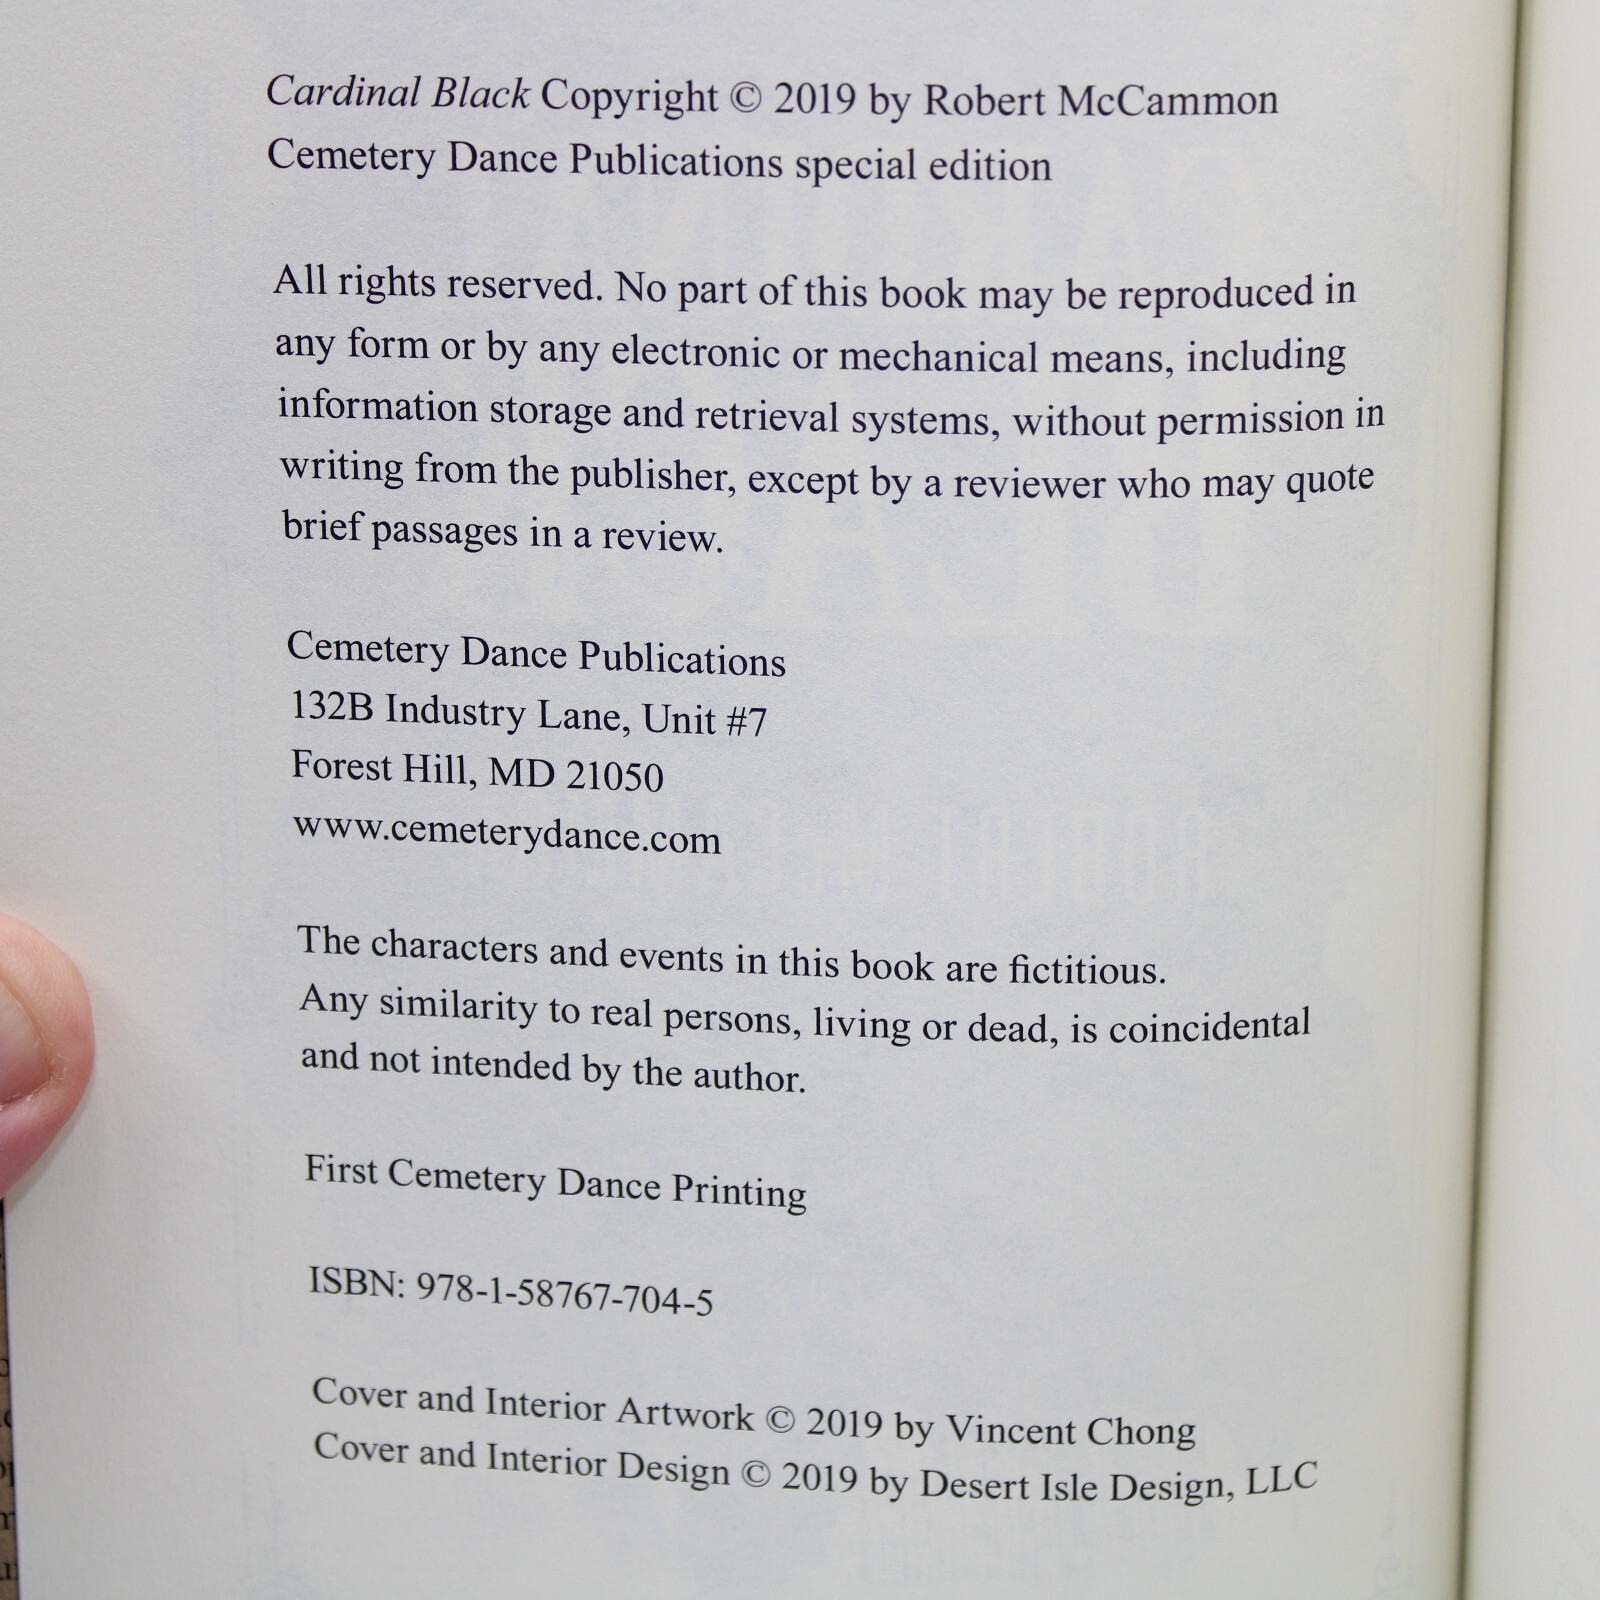 Cardinal Black Copyright © 2019 by Robert McCammon
Cemetery Dance Publications special edition
All rights reserved. No part of this book may be reproduced in
any form or by any electronic or mechanical means, including
information storage and retrieval systems, without permission in
writing from the publisher, except by a reviewer who may quote
brief passages in a review.
Cemetery Dance Publications
132B Industry Lane, Unit #7
Forest Hill, MD 21050
www.cemeterydance.com
The characters and events in this book are fictitious.
Any similarity to real persons, living or dead, is coincidental
and not intended by the author.
First Cemetery Dance Printing
ISBN: 978-1-58767-704-5
Cover and Interior Artwork © 2019 by Vincent Chong
Cover and Interior Design © 2019 by Desert Isle Design, LLC